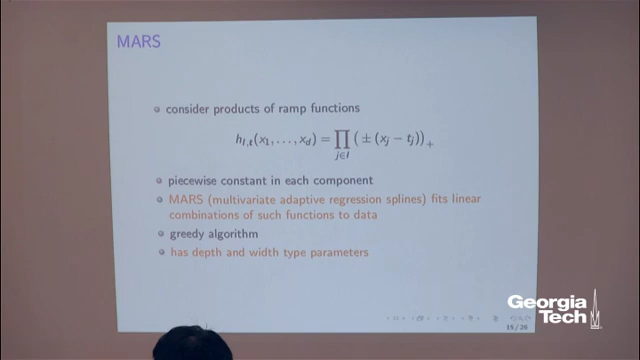 MARS
consider products of ramp functions
h_{I,t}(x_1, ..., x_d) = ∏_{j∈I} (±(x_j − t_j))_+
piecewise constant in each component
MARS (multivariate adaptive regression splines) fits linear
combinations of such functions to data
greedy algorithm
has depth and width type parameters
Georgia
Tech